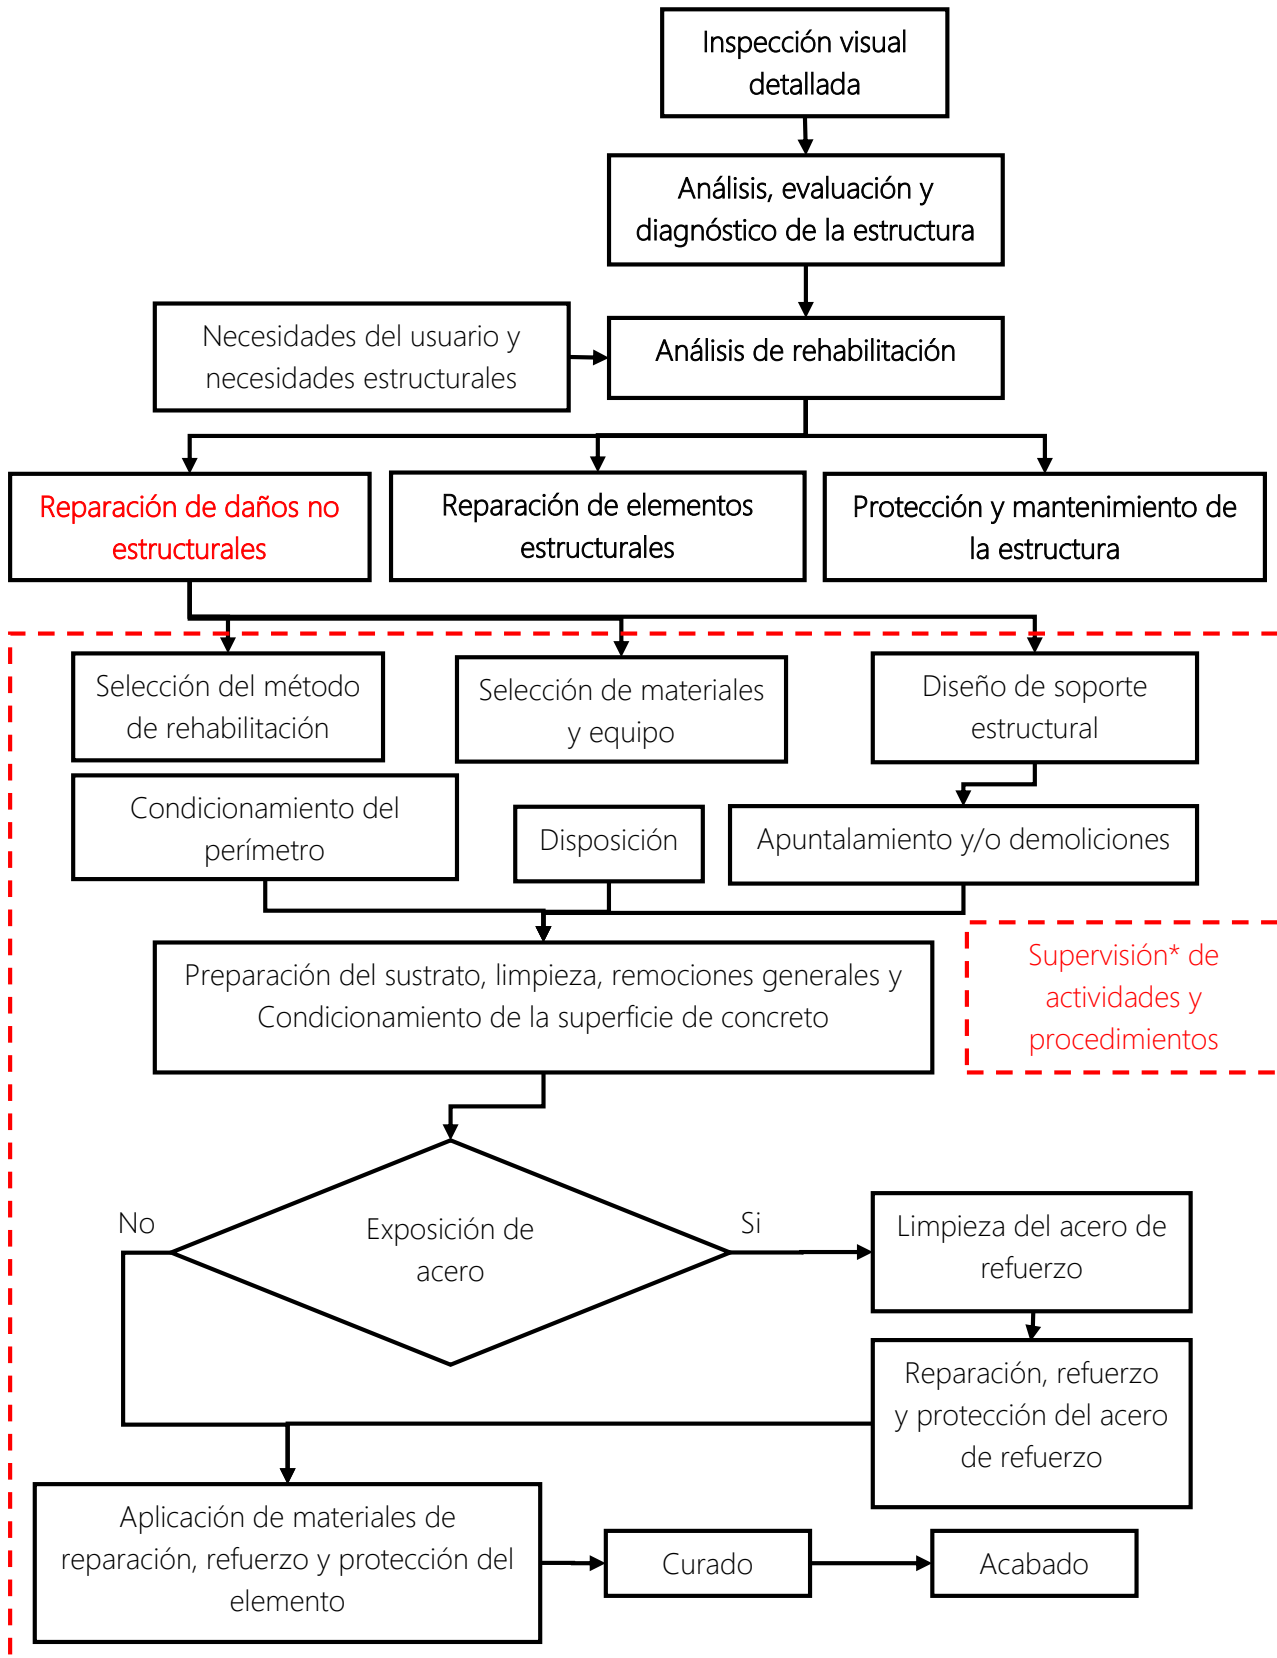 Inspección visual
detallada
Análisis, evaluación y
diagnóstico de la estructura
Necesidades del usuario y
necesidades estructurales
Análisis de rehabilitación
Reparación de daños no
estructurales
Reparación de elementos
estructurales
Protección y mantenimiento de
la estructura
Selección del método
de rehabilitación
Selección de materiales
y equipo
Diseño de soporte
estructural
Condicionamiento del
perímetro
Disposición
Apuntalamiento y/o demoliciones
Preparación del sustrato, limpieza, remociones generales y
Condicionamiento de la superficie de concreto
Supervisión* de
actividades y
procedimientos
No
Exposición de
acero
Si
Limpieza del acero de
refuerzo
Reparación, refuerzo
y protección del acero
de refuerzo
Aplicación de materiales de
reparación, refuerzo y protección del
elemento
Curado
Acabado